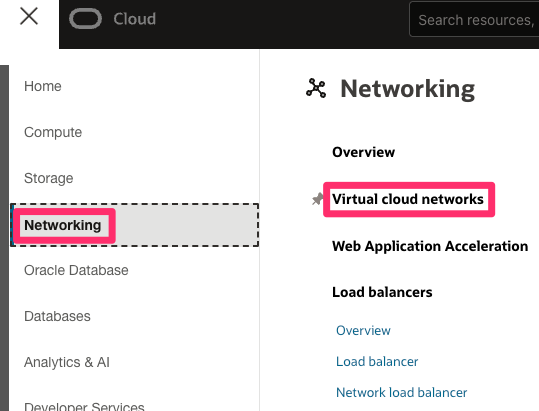 Cloud
Search resources,
Home
Compute
Storage
Networking
Oracle Database
Databases
Analytics & AI
Developer Services
Networking
Overview
Virtual cloud networks
Web Application Acceleration
Load balancers
Overview
Load balancer
Network load balancer